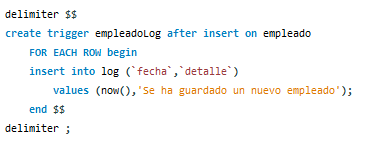 delimiter $$
create trigger empleadoLog after insert on empleado
FOR EACH ROW begin
insert into log (`fecha`,`detalle`)
values (now(),'Se ha guardado un nuevo empleado');
end $$
delimiter ;